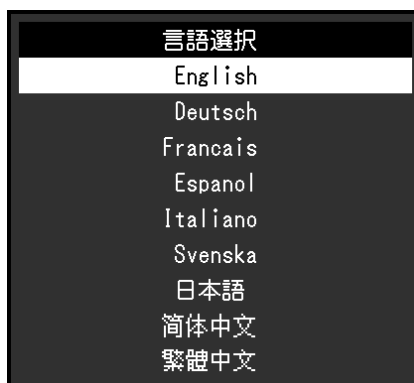 言語選択
English
Deutsch
Francais
Espanol
Italiano
Svenska
日本語
简体中文
繁體中文